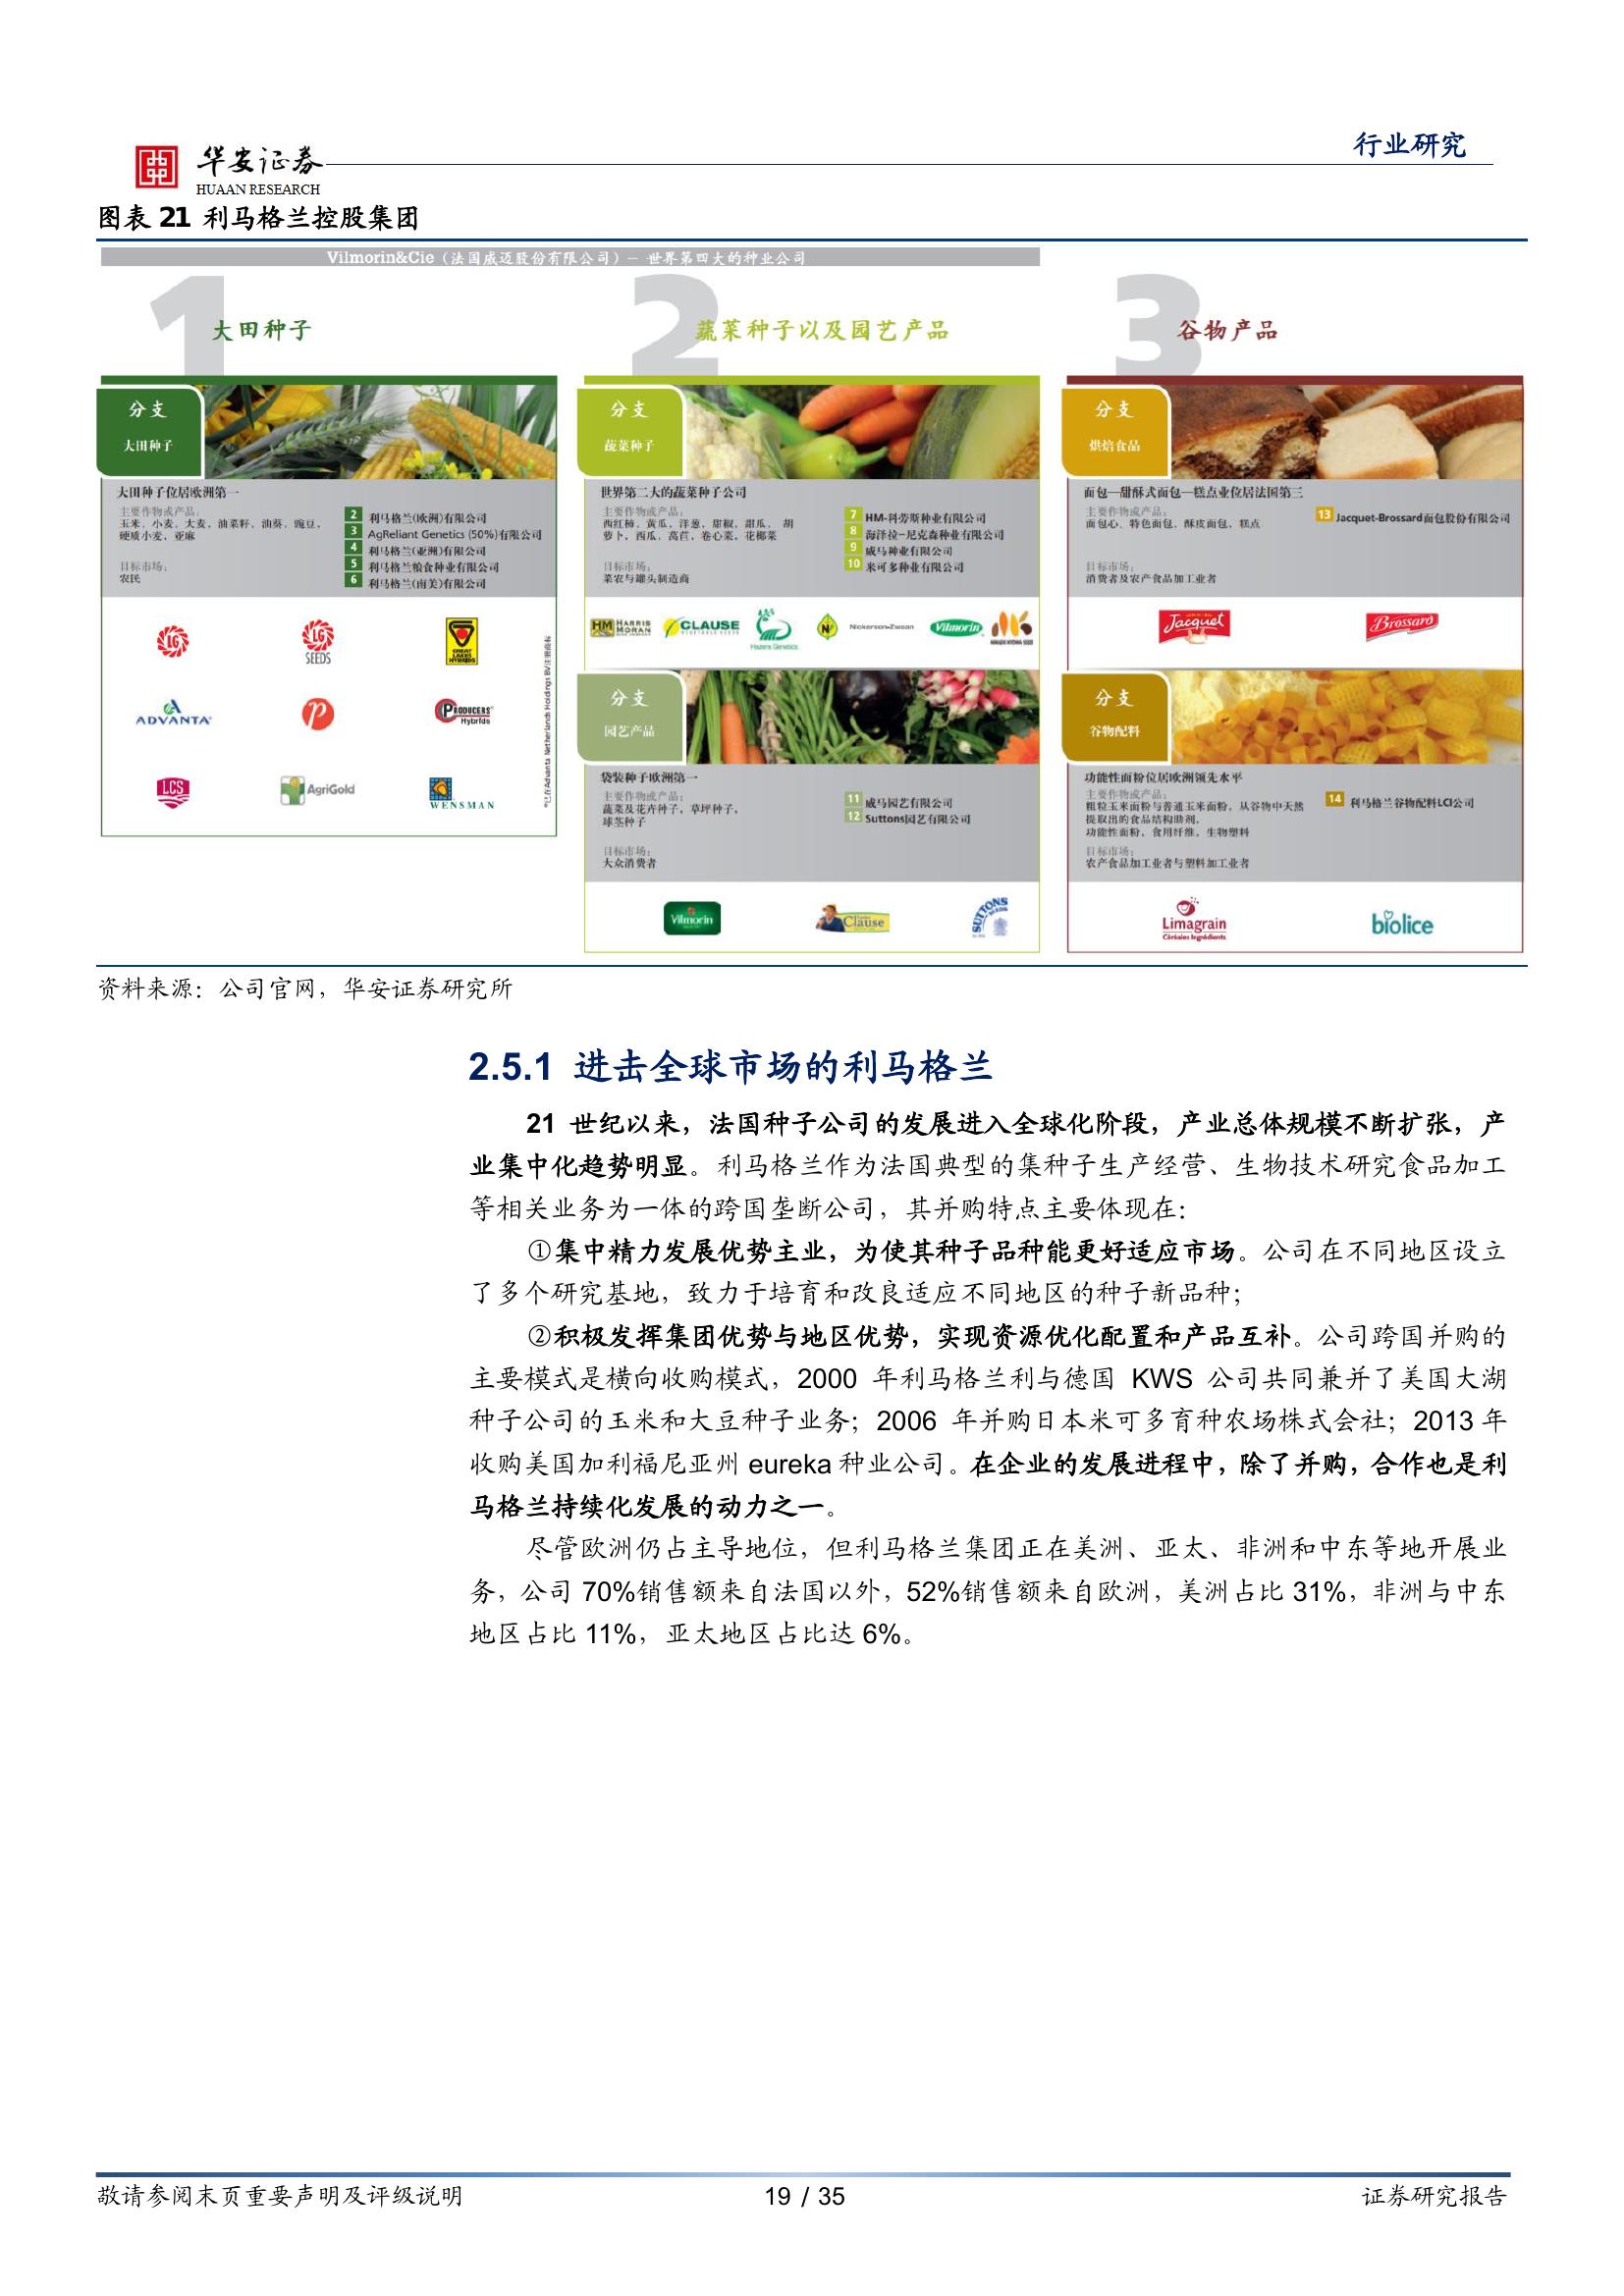 行业研究
华安证券
HUAAN RESEARCH
图表 21 利马格兰控股集团
Vilmorin&Cie（法国威迈股份有限公司）— 世界第四大的种业公司
1
大田种子
分支
大田种子
大田种子位居欧洲第一
主要作物或产品：
玉米、小麦、大麦、油菜籽、油葵、豌豆、
硬质小麦、亚麻
目标市场：
农民
2 利马格兰(欧洲)有限公司
3 AgReliant Genetics (50%)有限公司
4 利马格兰(亚洲)有限公司
5 利马格兰粮食种业有限公司
6 利马格兰(南美)有限公司
LG
LG SEEDS
GREAT LAKES HYBRIDS
ADVANTA
P
PRODUCERS Hybrids
LCS
AgriGold
WENSMAN
2
蔬菜种子以及园艺产品
分支
蔬菜种子
世界第二大的蔬菜种子公司
主要作物或产品：
西红柿、黄瓜、洋葱、甜椒、甜瓜、胡
萝卜、西瓜、莴苣、卷心菜、花椰菜
目标市场：
菜农与罐头制造商
7 HM-科劳斯种业有限公司
8 海泽拉-尼克森种业有限公司
9 威马种业有限公司
10 米可多种业有限公司
HM HARRIS MORAN
CLAUSE
VEGETABLE SEEDS
Hazera Genetics
N
Nickerson-Zwaan
Vilmorin
分支
园艺产品
袋装种子欧洲第一
主要作物或产品：
蔬菜及花卉种子，草坪种子，
球茎种子
目标市场：
大众消费者
11 威马园艺有限公司
12 Suttons园艺有限公司
Vilmorin
Clause
SUTTONS SEEDS
3
谷物产品
分支
烘焙食品
面包—甜酥式面包—糕点业位居法国第三
主要作物或产品：
面包心、特色面包、酥皮面包、糕点
目标市场：
消费者及农产食品加工业者
13 Jacquet-Brossard面包股份有限公司
Jacquet
Brossard
分支
谷物配料
功能性面粉位居欧洲领先水平
主要作物或产品：
粗粒玉米面粉与普通玉米面粉，从谷物中天然
提取出的食品结构助剂，
功能性面粉、食用纤维、生物塑料
目标市场：
农产食品加工业者与塑料加工业者
14 利马格兰谷物配料LCI公司
Limagrain
Céréales Ingrédients
biolice
资料来源：公司官网，华安证券研究所
2.5.1 进击全球市场的利马格兰
21 世纪以来，法国种子公司的发展进入全球化阶段，产业总体规模不断扩张，产
业集中化趋势明显。利马格兰作为法国典型的集种子生产经营、生物技术研究食品加工
等相关业务为一体的跨国垄断公司，其并购特点主要体现在：
①集中精力发展优势主业，为使其种子品种能更好适应市场。公司在不同地区设立
了多个研究基地，致力于培育和改良适应不同地区的种子新品种；
②积极发挥集团优势与地区优势，实现资源优化配置和产品互补。公司跨国并购的
主要模式是横向收购模式，2000 年利马格兰利与德国 KWS 公司共同兼并了美国大湖
种子公司的玉米和大豆种子业务；2006 年并购日本米可多育种农场株式会社；2013 年
收购美国加利福尼亚州 eureka 种业公司。在企业的发展进程中，除了并购，合作也是利
马格兰持续化发展的动力之一。
尽管欧洲仍占主导地位，但利马格兰集团正在美洲、亚太、非洲和中东等地开展业
务，公司 70%销售额来自法国以外，52%销售额来自欧洲，美洲占比 31%，非洲与中东
地区占比 11%，亚太地区占比达 6%。
敬请参阅末页重要声明及评级说明
19 / 35
证券研究报告